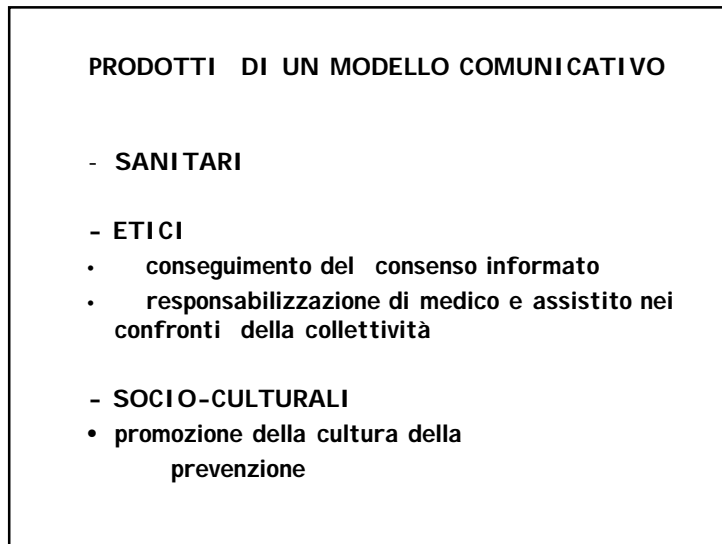 PRODOTTI DI UN MODELLO COMUNICATIVO
- SANITARI
- ETICI
• conseguimento del consenso informato
• responsabilizzazione di medico e assistito nei
confronti della collettività
- SOCIO-CULTURALI
• promozione della cultura della
prevenzione